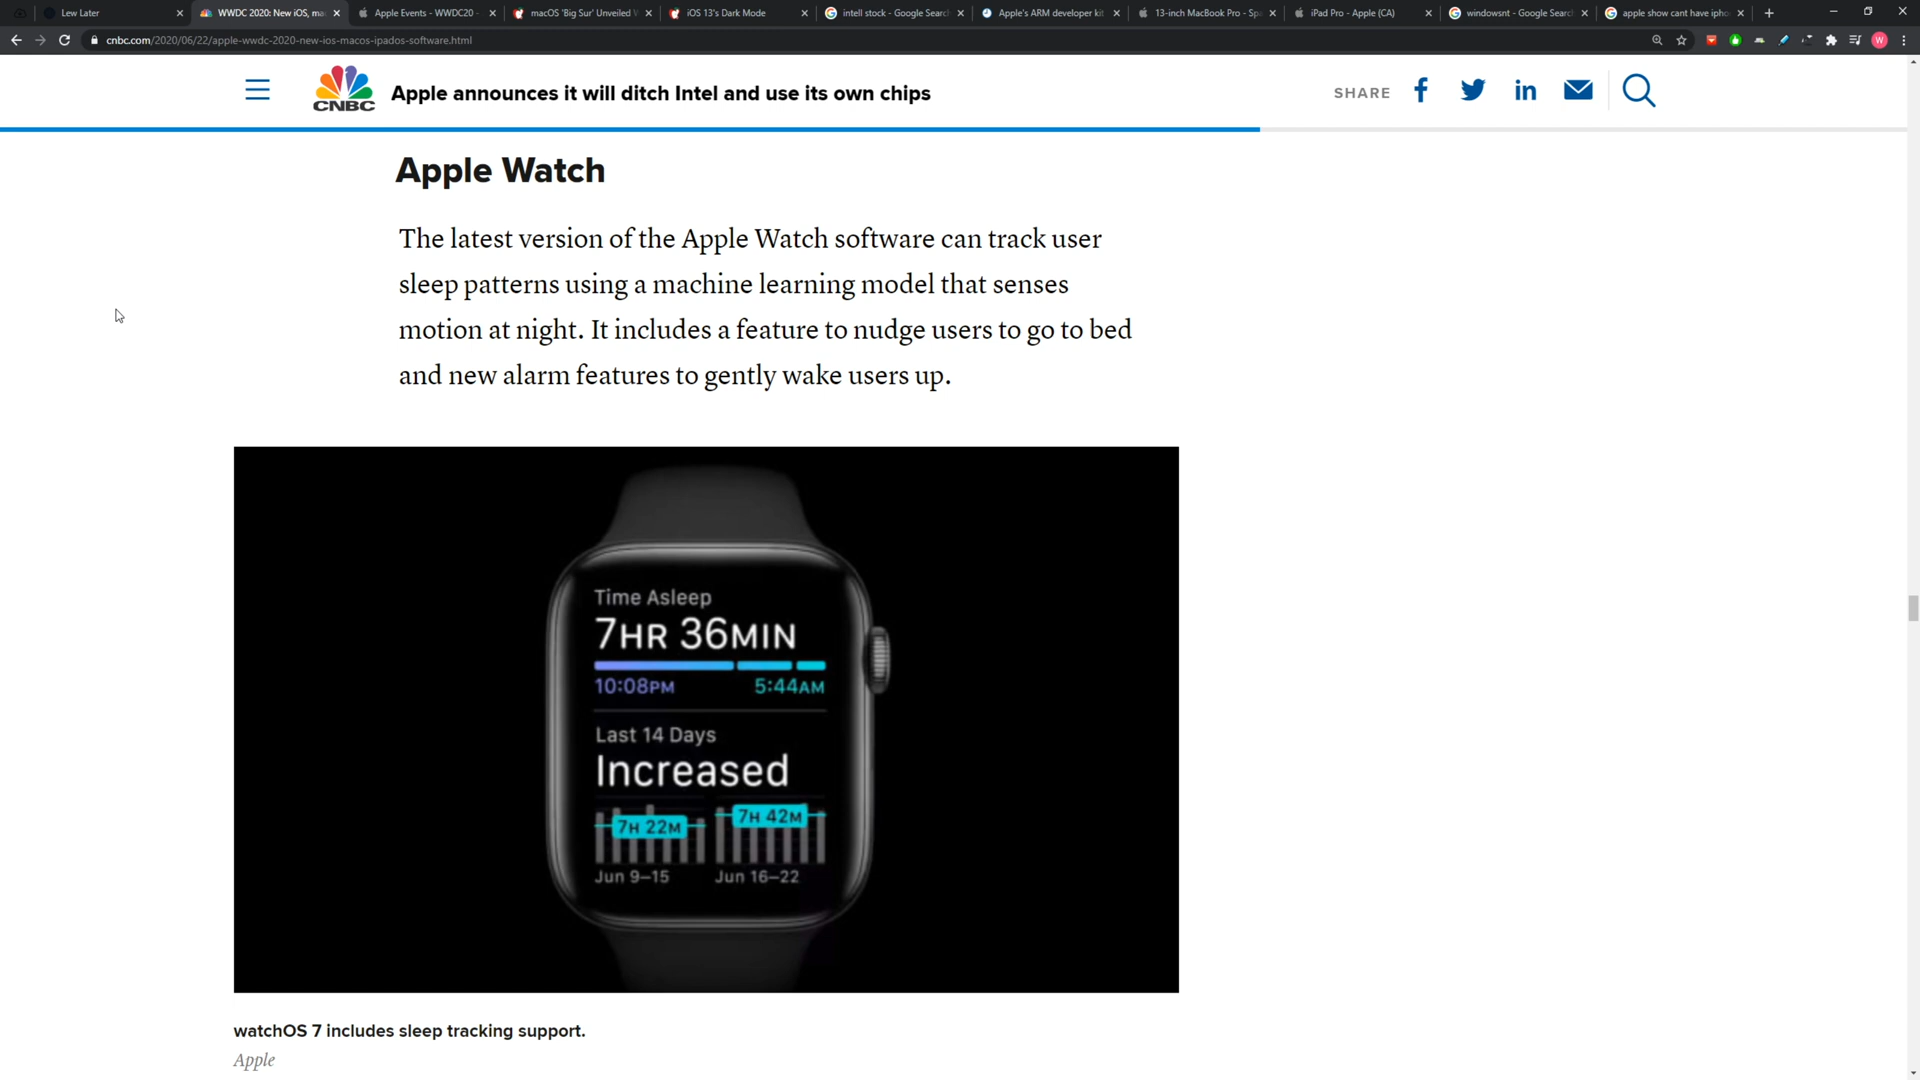 Lew Later
WWDC 2020: New iOS, ma
Apple Events - WWDC20 -
macOS 'Big Sur' Unveiled
iOS 13's Dark Mode
intell stock - Google Search
Apple's ARM developer kit
13-inch MacBook Pro - Sp
iPad Pro - Apple (CA)
windowsnt - Google Search
apple show cant have ipho
cnbc.com/2020/06/22/apple-wwdc-2020-new-ios-macos-ipados-software.html
W
CNBC
Apple announces it will ditch Intel and use its own chips
SHARE
Apple Watch
The latest version of the Apple Watch software can track user
sleep patterns using a machine learning model that senses
motion at night. It includes a feature to nudge users to go to bed
and new alarm features to gently wake users up.
Time Asleep
7HR 36MIN
10:08PM 5:44AM
Last 14 Days
Increased
7H 22M 7H 42M
Jun 9–15 Jun 16–22
watchOS 7 includes sleep tracking support.
Apple